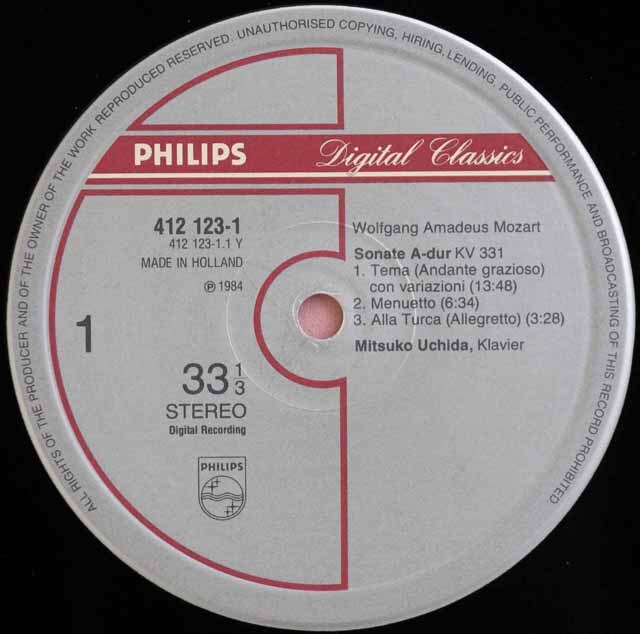 ALL RIGHTS OF THE PRODUCER AND OF THE OWNER OF THE WORK REPRODUCED RESERVED. UNAUTHORISED COPYING, HIRING, LENDING, PUBLIC PERFORMANCE AND BROADCASTING OF THIS RECORD PROHIBITED
PHILIPS Digital Classics
412 123-1
412 123-1.1 Y
MADE IN HOLLAND
℗ 1984
1
33 1/3
STEREO
Digital Recording
PHILIPS
Wolfgang Amadeus Mozart
Sonate A-dur KV 331
1. Tema (Andante grazioso)
con variazioni (13:48)
2. Menuetto (6:34)
3. Alla Turca (Allegretto) (3:28)
Mitsuko Uchida, Klavier